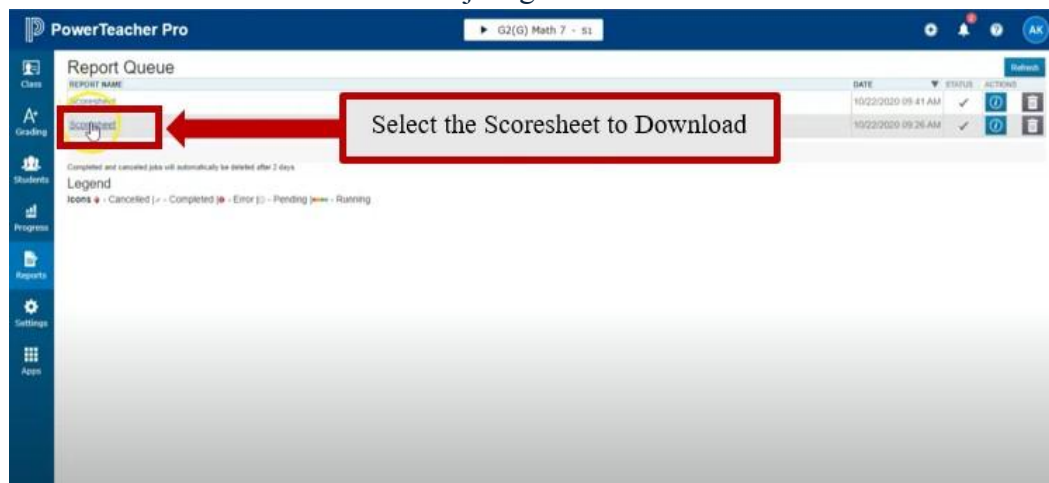 PowerTeacher Pro
G2(G) Math 7 - S1
AK
Class
Grading
Students
Progress
Reports
Settings
Apps
Report Queue
Refresh
REPORT NAME DATE STATUS ACTIONS
Scoresheet 10/22/2020 09:41 AM
Scoresheet 10/22/2020 09:26 AM
Select the Scoresheet to Download
Completed and canceled jobs will automatically be deleted after 2 days
Legend
Icons - Cancelled | - Completed | - Error | - Pending | - Running